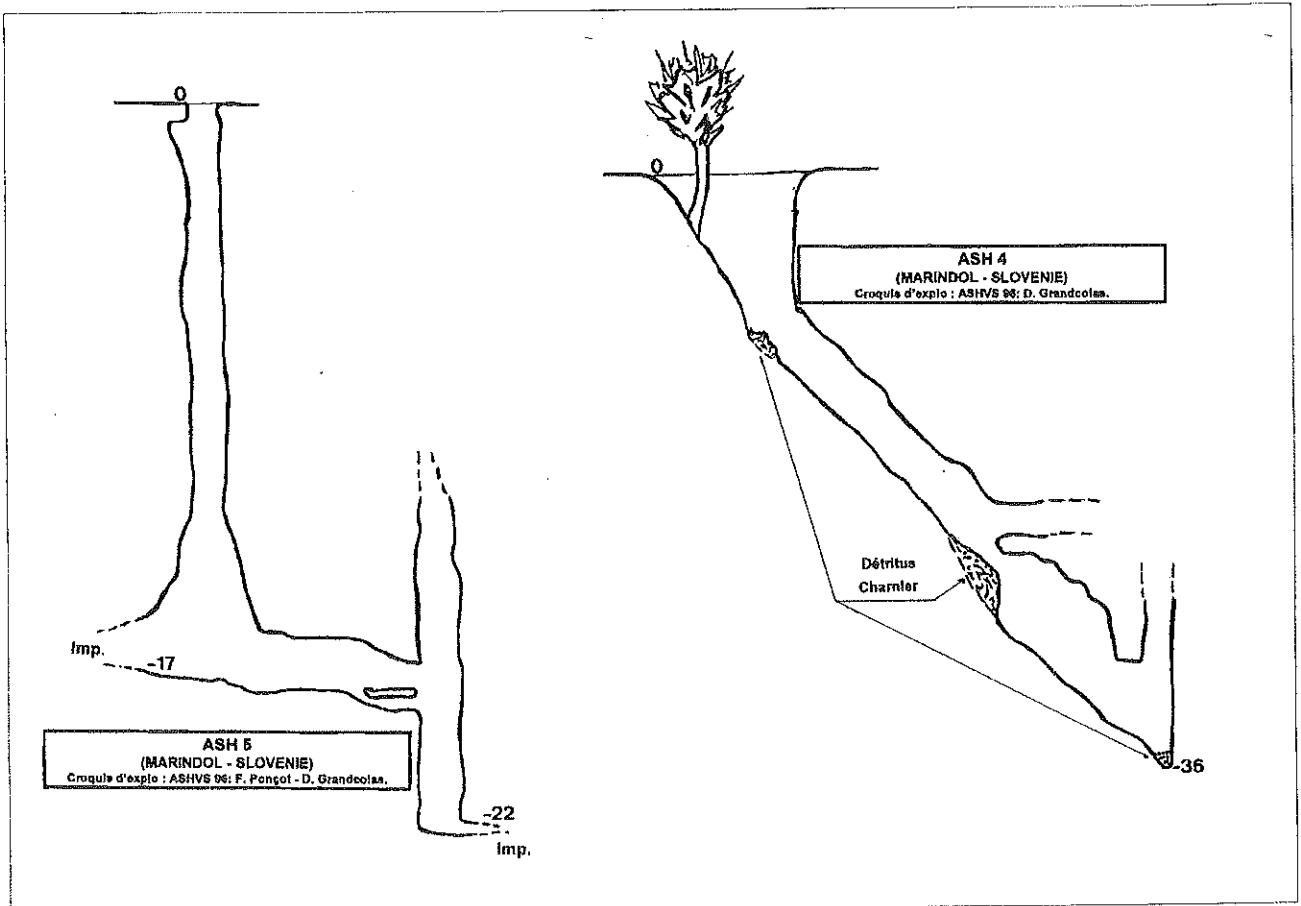 0
Imp.
-17
ASH 5
(MARINDOL - SLOVENIE)
Croquis d'explo : ASHVS 96; F. Ponçot - D. Grandcolas.
-22
Imp.
0
ASH 4
(MARINDOL - SLOVENIE)
Croquis d'explo : ASHVS 96; D. Grandcolas.
Détritus
Charnier
-36